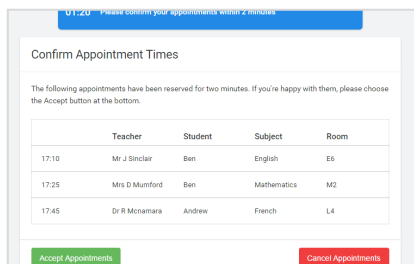 01:20 Please confirm your appointments within 2 minutes
Confirm Appointment Times
The following appointments have been reserved for two minutes. If you're happy with them, please choose
the Accept button at the bottom.
Teacher Student Subject Room
17:10 Mr J Sinclair Ben English E6
17:25 Mrs D Mumford Ben Mathematics M2
17:45 Dr R Mcnamara Andrew French L4
Accept Appointments Cancel Appointments